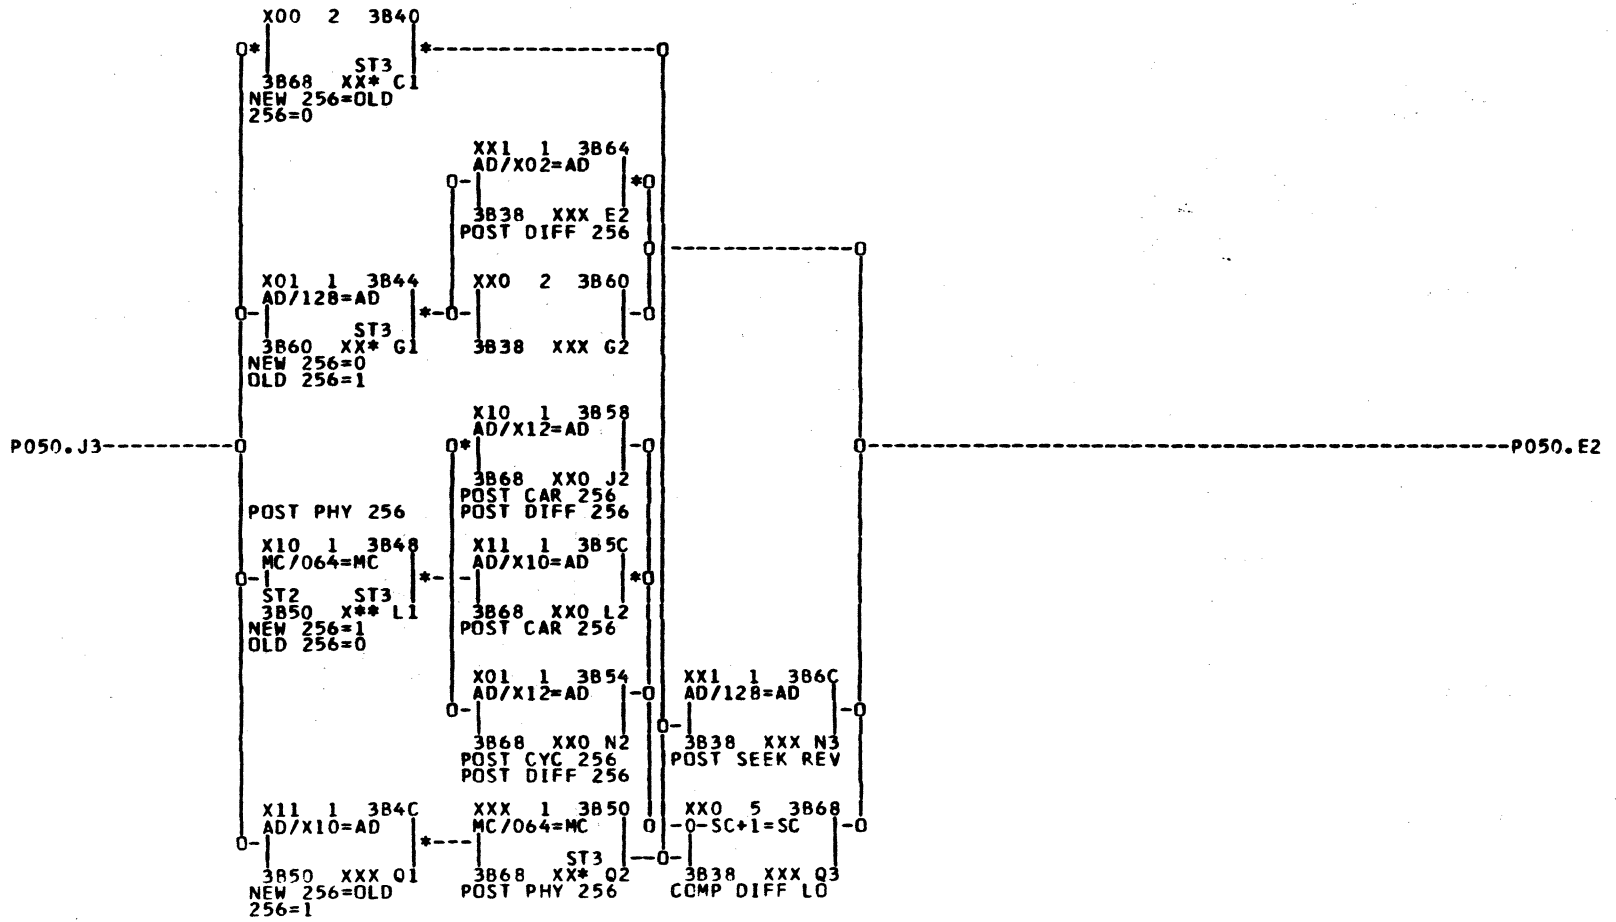 X00 2 3B40
ST3
3B68 XX* C1
NEW 256=OLD
256=0
XX1 1 3B64
AD/X02=AD
3B38 XXX E2
POST DIFF 256
X01 1 3B44
AD/128=AD
ST3
3B60 XX* G1
NEW 256=0
OLD 256=1
XX0 2 3B60
3B38 XXX G2
X10 1 3B58
AD/X12=AD
3B68 XX0 J2
POST CAR 256
POST DIFF 256
P050.J3
P050.E2
POST PHY 256
X10 1 3B48
MC/064=MC
ST2 ST3
3B50 X** L1
NEW 256=1
OLD 256=0
X11 1 3B5C
AD/X10=AD
3B68 XX0 L2
POST CAR 256
X01 1 3B54
AD/X12=AD
3B68 XX0 N2
POST CYC 256
POST DIFF 256
XX1 1 3B6C
AD/128=AD
3B38 XXX N3
POST SEEK REV
X11 1 3B4C
AD/X10=AD
3B50 XXX Q1
NEW 256=OLD
256=1
XXX 1 3B50
MC/064=MC
ST3
3B68 XX* Q2
POST PHY 256
XX0 5 3B68
SC+1=SC
3B38 XXX Q3
COMP DIFF LO